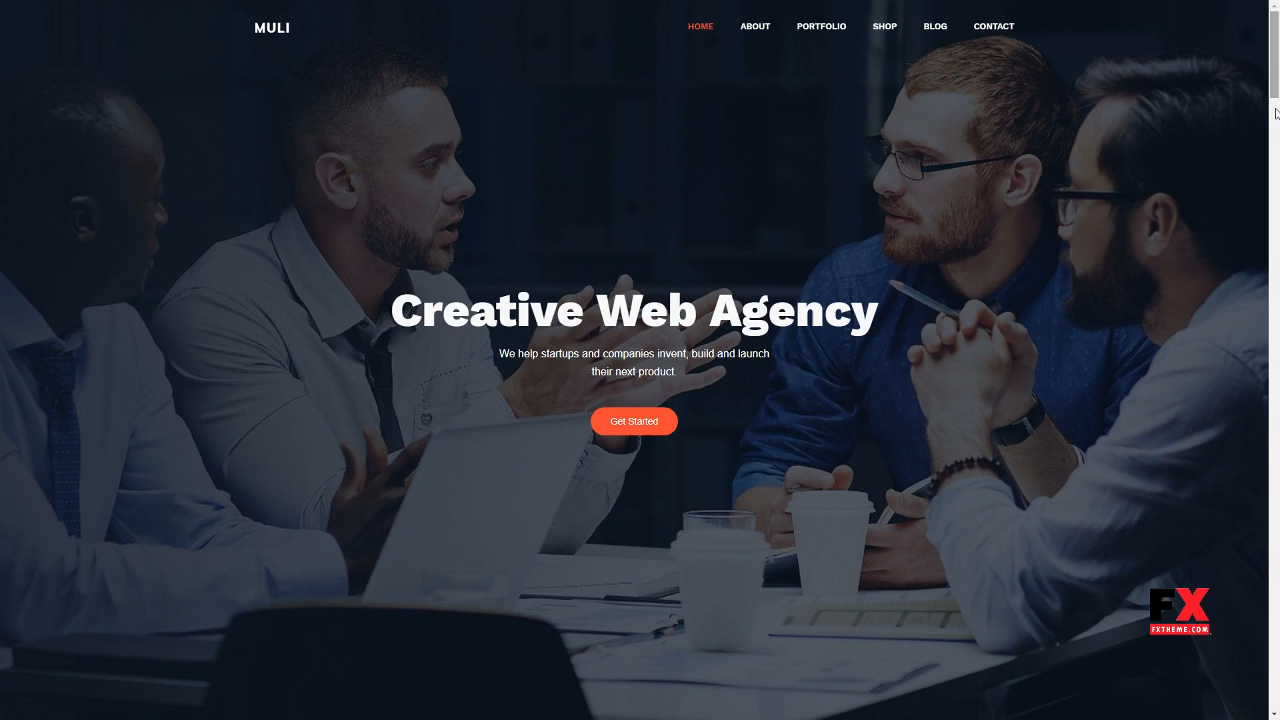 MULI
HOME ABOUT PORTFOLIO SHOP BLOG CONTACT
Creative Web Agency
We help startups and companies invent, build and launch
their next product.
Get Started
FX
FXTHEME.COM